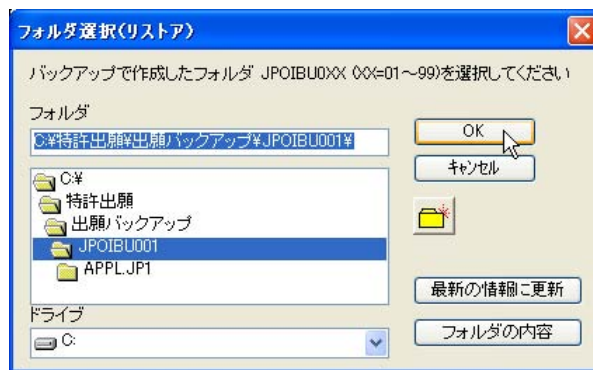 フォルダ選択(リストア)
バックアップで作成したフォルダ JPOIBU0XX (XX=01～99)を選択してください
フォルダ
C:¥特許出願¥出願バックアップ¥JPOIBU001¥
OK
キャンセル
C:¥
特許出願
出願バックアップ
JPOIBU001
APPL.JP1
最新の情報に更新
ドライブ
C:
フォルダの内容